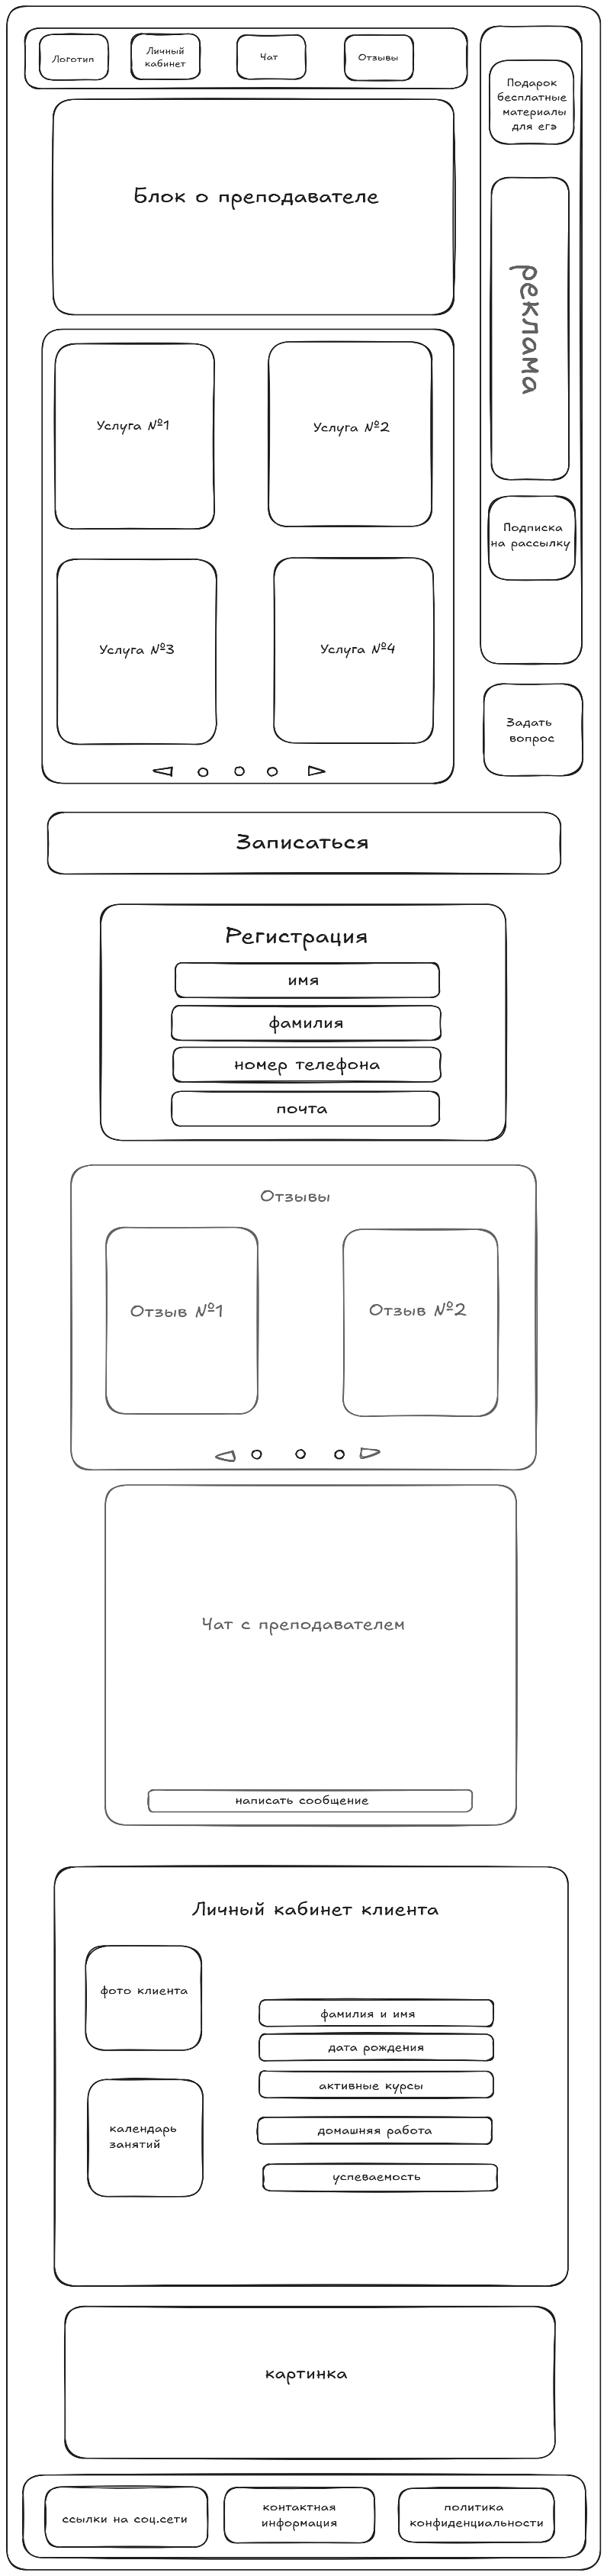 Логотип
Личный
кабинет
Чат
Отзывы
Подарок
бесплатные
материалы
для егэ
Блок о преподавателе
реклама
Услуга №1
Услуга №2
Подписка
на рассылку
Услуга №3
Услуга №4
Задать
вопрос
Записаться
Регистрация
имя
фамилия
номер телефона
почта
Отзывы
Отзыв №1
Отзыв №2
Чат с преподавателем
написать сообщение
Личный кабинет клиента
фото клиента
фамилия и имя
дата рождения
активные курсы
календарь
занятий
домашняя работа
успеваемость
картинка
ссылки на соц.сети
контактная
информация
политика
конфиденциальности